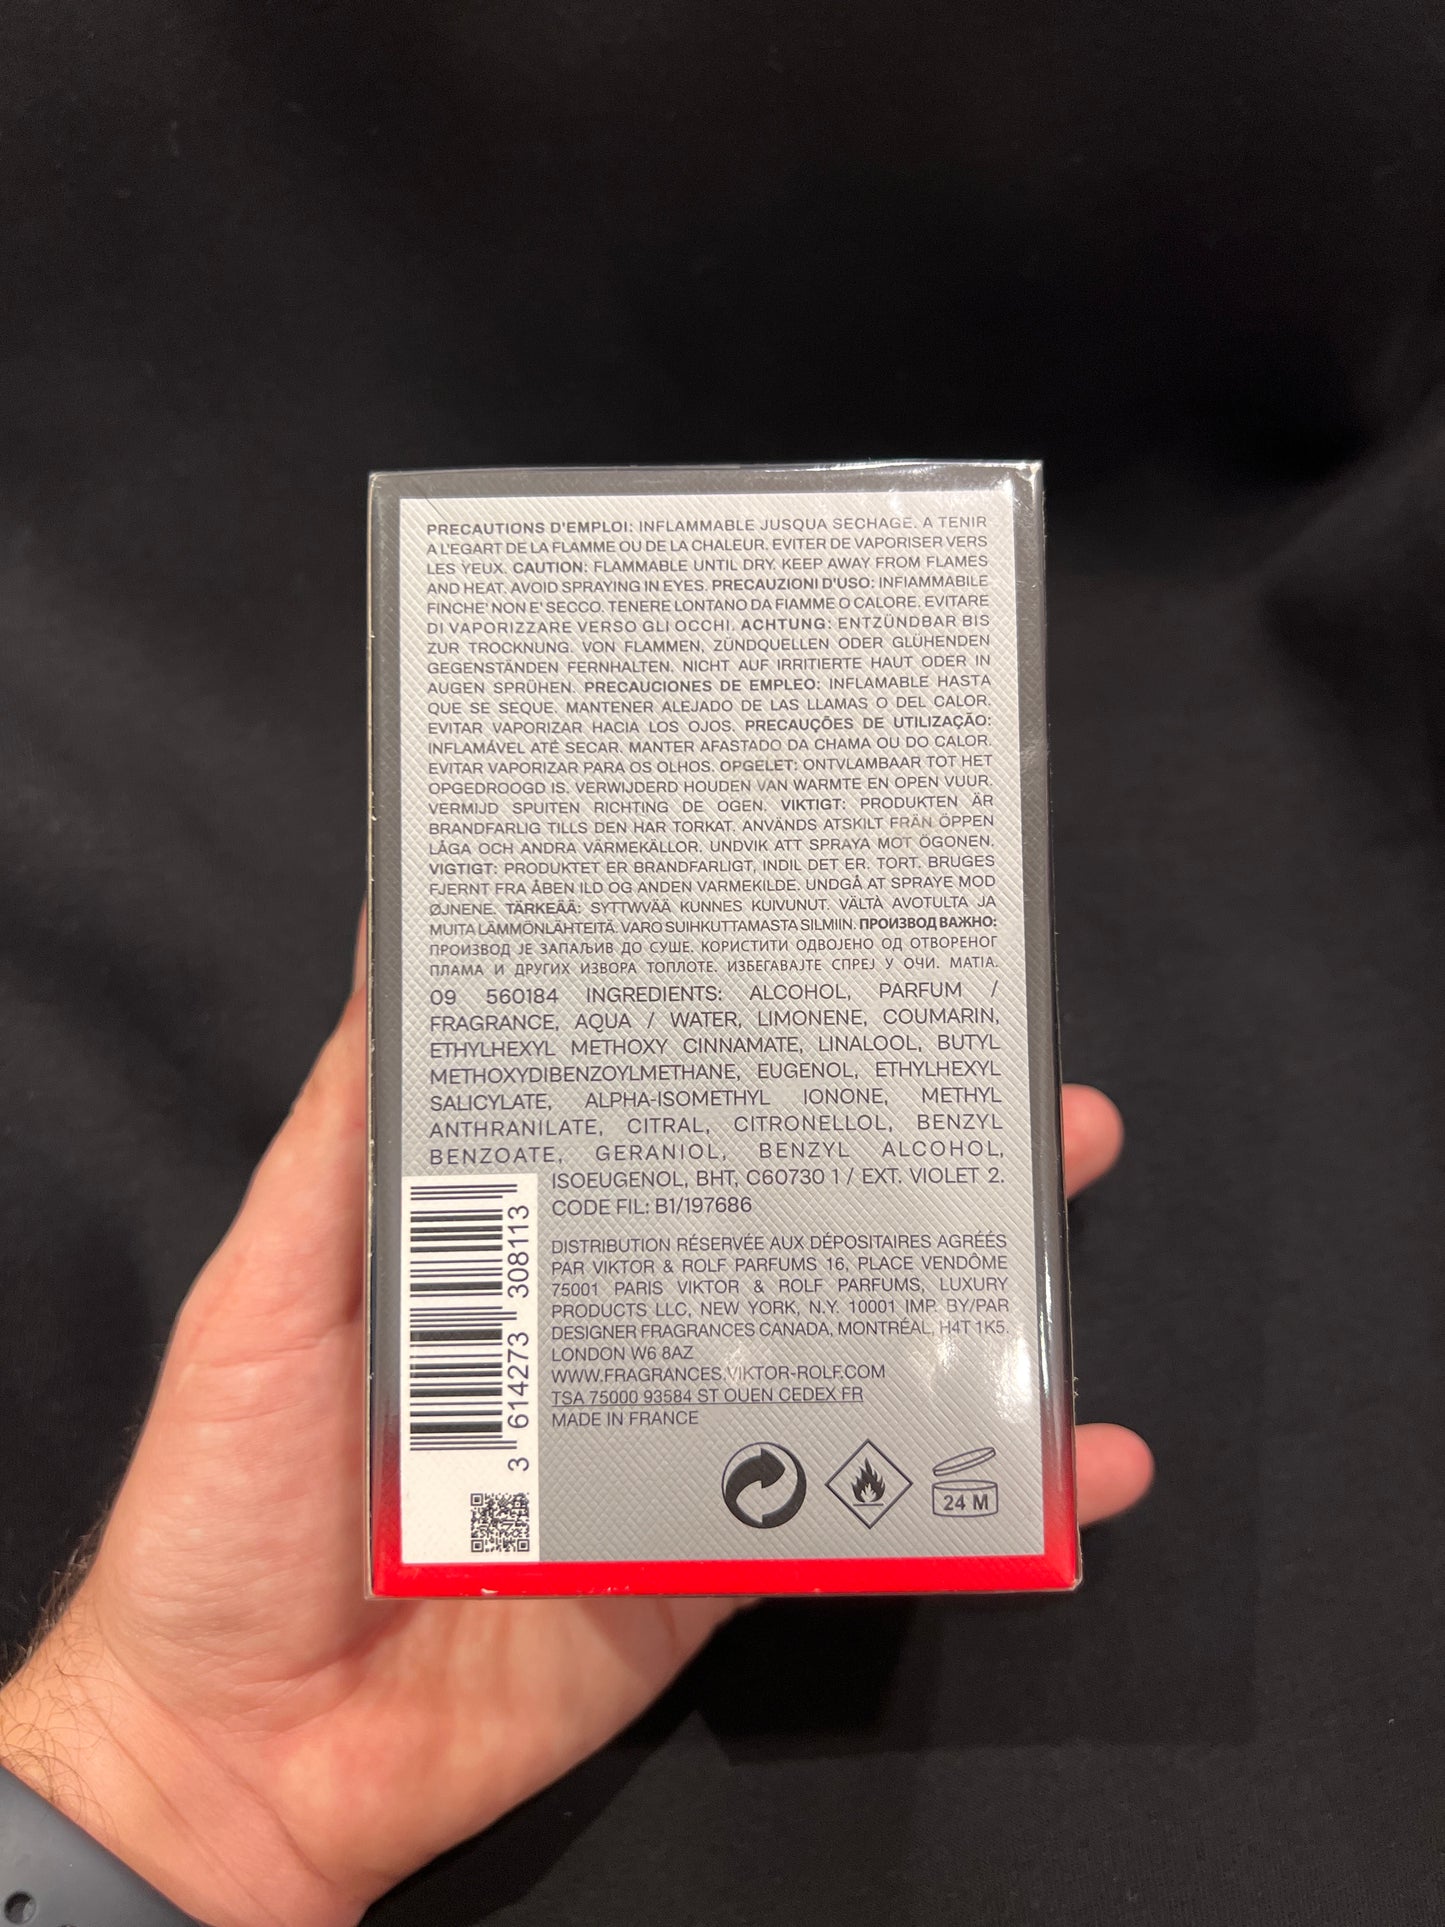 PRECAUTIONS D'EMPLOI: INFLAMMABLE JUSQUA SECHAGE. A TENIR
A L'EGART DE LA FLAMME OU DE LA CHALEUR. EVITER DE VAPORISER VERS
LES YEUX. CAUTION: FLAMMABLE UNTIL DRY. KEEP AWAY FROM FLAMES
AND HEAT. AVOID SPRAYING IN EYES. PRECAUZIONI D'USO: INFIAMMABILE
FINCHE' NON E' SECCO. TENERE LONTANO DA FIAMME O CALORE. EVITARE
DI VAPORIZZARE VERSO GLI OCCHI. ACHTUNG: ENTZÜNDBAR BIS
ZUR TROCKNUNG. VON FLAMMEN, ZÜNDQUELLEN ODER GLÜHENDEN
GEGENSTÄNDEN FERNHALTEN. NICHT AUF IRRITIERTE HAUT ODER IN
AUGEN SPRÜHEN. PRECAUCIONES DE EMPLEO: INFLAMABLE HASTA
QUE SE SEQUE. MANTENER ALEJADO DE LAS LLAMAS O DEL CALOR.
EVITAR VAPORIZAR HACIA LOS OJOS. PRECAUÇÕES DE UTILIZAÇÃO:
INFLAMÁVEL ATÉ SECAR. MANTER AFASTADO DA CHAMA OU DO CALOR.
EVITAR VAPORIZAR PARA OS OLHOS. OPGELET: ONTVLAMBAAR TOT HET
OPGEDROOGD IS. VERWIJDERD HOUDEN VAN WARMTE EN OPEN VUUR.
VERMIJD SPUITEN RICHTING DE OGEN. VIKTIGT: PRODUKTEN ÄR
BRANDFARLIG TILLS DEN HAR TORKAT. ANVÄNDS ATSKILT FRÄN ÖPPEN
LÅGA OCH ANDRA VÄRMEKÄLLOR. UNDVIK ATT SPRAYA MOT ÖGONEN.
VIGTIGT: PRODUKTET ER BRANDFARLIGT, INDIL DET ER. TORT. BRUGES
FJERNT FRA ÅBEN ILD OG ANDEN VARMEKILDE. UNDGÅ AT SPRAYE MOD
ØJNENE. TÄRKEÄÄ: SYTTWVÄÄ KUNNES KUIVUNUT. VÄLTÀ AVOTULTA JA
MUITA LÄMMÖNLÄHTEITÄ. VARO SUIHKUTTAMASTA SILMIIN. ПРОИЗВОД ВАЖНО:
ПРОИЗВОД ЈЕ ЗАПАЉИВ ДО СУШЕ. КОРИСТИТИ ОДВОЈЕНО ОД ОТВОРЕНОГ
ПЛАМА И ДРУГИХ ИЗВОРА ТОПЛОТЕ. ИЗБЕГАВАЈТЕ СПРЕЈ У ОЧИ. MATIA.
09 560184 INGREDIENTS: ALCOHOL, PARFUM /
FRAGRANCE, AQUA / WATER, LIMONENE, COUMARIN,
ETHYLHEXYL METHOXY CINNAMATE, LINALOOL, BUTYL
METHOXYDIBENZOYLMETHANE, EUGENOL, ETHYLHEXYL
SALICYLATE, ALPHA-ISOMETHYL IONONE, METHYL
ANTHRANILATE, CITRAL, CITRONELLOL, BENZYL
BENZOATE, GERANIOL, BENZYL ALCOHOL,
ISOEUGENOL, BHT, C60730 1 / EXT. VIOLET 2.
CODE FIL: B1/197686
DISTRIBUTION RÉSERVÉE AUX DÉPOSITAIRES AGRÉÉS
PAR VIKTOR & ROLF PARFUMS 16, PLACE VENDÔME
75001 PARIS VIKTOR & ROLF PARFUMS, LUXURY
PRODUCTS LLC, NEW YORK, N.Y. 10001 IMP. BY/PAR
DESIGNER FRAGRANCES CANADA, MONTRÉAL, H4T 1K5.
LONDON W6 8AZ
WWW.FRAGRANCES.VIKTOR-ROLF.COM
TSA 75000 93584 ST OUEN CEDEX FR
MADE IN FRANCE
3 614273 308113
24 M